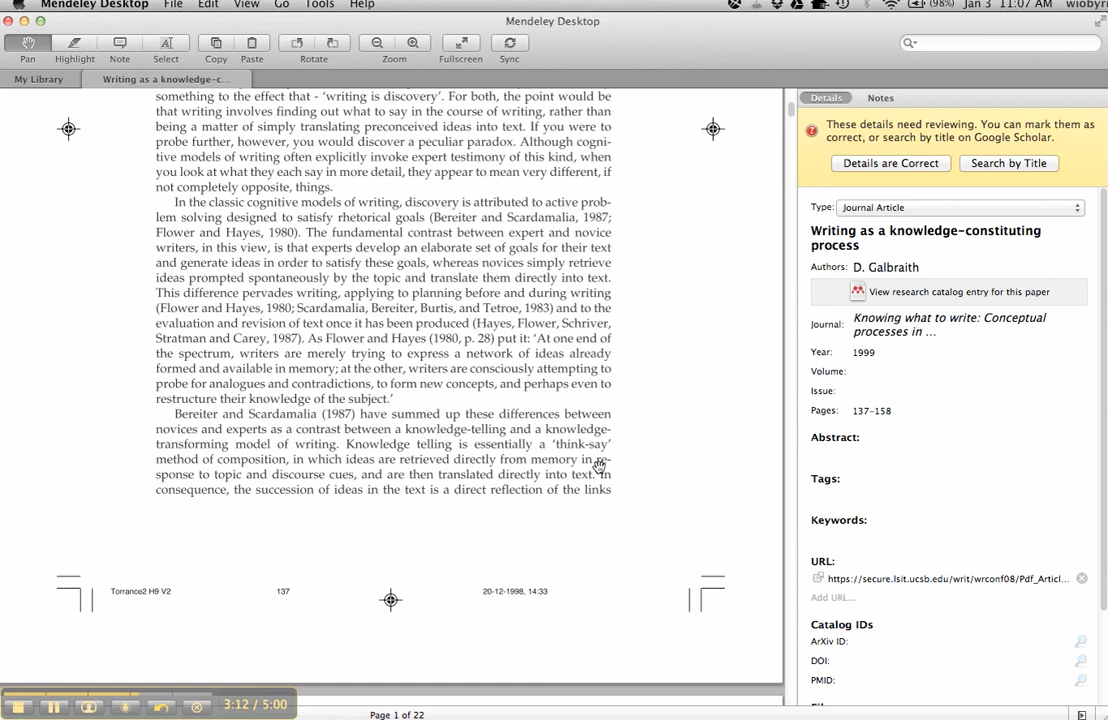 Mendeley Desktop File Edit View Go Tools Help (98%) Jan 3 11:07 AM wiobyr
Mendeley Desktop
Pan Highlight Note Select Copy Paste Rotate Zoom Fullscreen Sync
My Library Writing as a knowledge-c...
something to the effect that - ‘writing is discovery’. For both, the point would be
that writing involves finding out what to say in the course of writing, rather than
being a matter of simply translating preconceived ideas into text. If you were to
probe further, however, you would discover a peculiar paradox. Although cogni-
tive models of writing often explicitly invoke expert testimony of this kind, when
you look at what they each say in more detail, they appear to mean very different, if
not completely opposite, things.
In the classic cognitive models of writing, discovery is attributed to active prob-
lem solving designed to satisfy rhetorical goals (Bereiter and Scardamalia, 1987;
Flower and Hayes, 1980). The fundamental contrast between expert and novice
writers, in this view, is that experts develop an elaborate set of goals for their text
and generate ideas in order to satisfy these goals, whereas novices simply retrieve
ideas prompted spontaneously by the topic and translate them directly into text.
This difference pervades writing, applying to planning before and during writing
(Flower and Hayes, 1980; Scardamalia, Bereiter, Burtis, and Tetroe, 1983) and to the
evaluation and revision of text once it has been produced (Hayes, Flower, Schriver,
Stratman and Carey, 1987). As Flower and Hayes (1980, p. 28) put it: ‘At one end of
the spectrum, writers are merely trying to express a network of ideas already
formed and available in memory; at the other, writers are consciously attempting to
probe for analogues and contradictions, to form new concepts, and perhaps even to
restructure their knowledge of the subject.’
Bereiter and Scardamalia (1987) have summed up these differences between
novices and experts as a contrast between a knowledge-telling and a knowledge-
transforming model of writing. Knowledge telling is essentially a ‘think-say’
method of composition, in which ideas are retrieved directly from memory in re-
sponse to topic and discourse cues, and are then translated directly into text. In
consequence, the succession of ideas in the text is a direct reflection of the links
Torrance2 H9 V2 137 20-12-1998, 14:33
Details Notes
These details need reviewing. You can mark them as
correct, or search by title on Google Scholar.
Details are Correct Search by Title
Type: Journal Article
Writing as a knowledge-constituting
process
Authors: D. Galbraith
View research catalog entry for this paper
Journal: Knowing what to write: Conceptual
processes in ...
Year: 1999
Volume:
Issue:
Pages: 137-158
Abstract:
Tags:
Keywords:
URL:
https://secure.lsit.ucsb.edu/writ/wrconf08/Pdf_Articl...
Add URL...
Catalog IDs
ArXiv ID:
DOI:
PMID:
3:12 / 5:00
Page 1 of 22